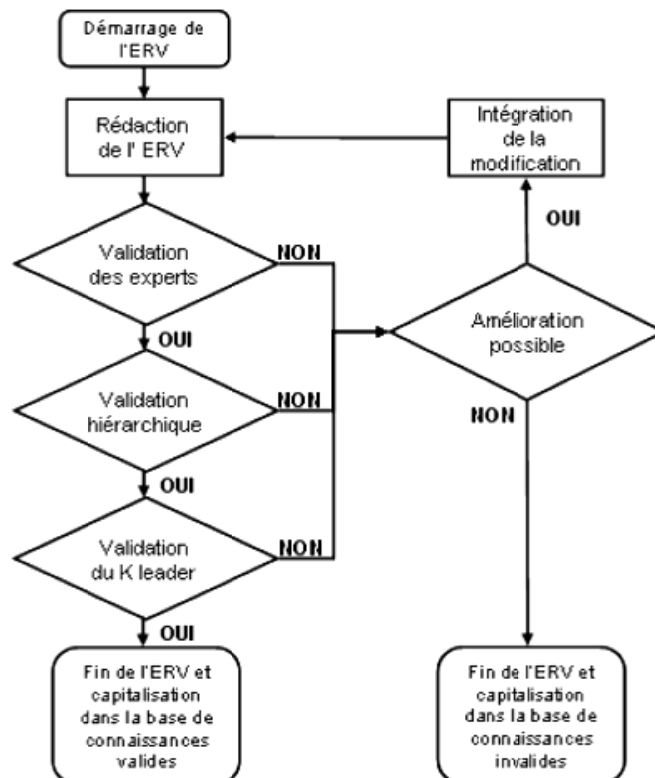 Démarrage de
l'ERV
Rédaction
de l' ERV
Intégration
de la
modification
OUI
Validation
des experts
NON
OUI
Amélioration
possible
NON
Validation
hiérarchique
NON
OUI
Validation
du K leader
NON
OUI
Fin de l'ERV et
capitalisation
dans la base de
connaissances
valides
Fin de l'ERV et
capitalisation
dans la base de
connaissances
invalides